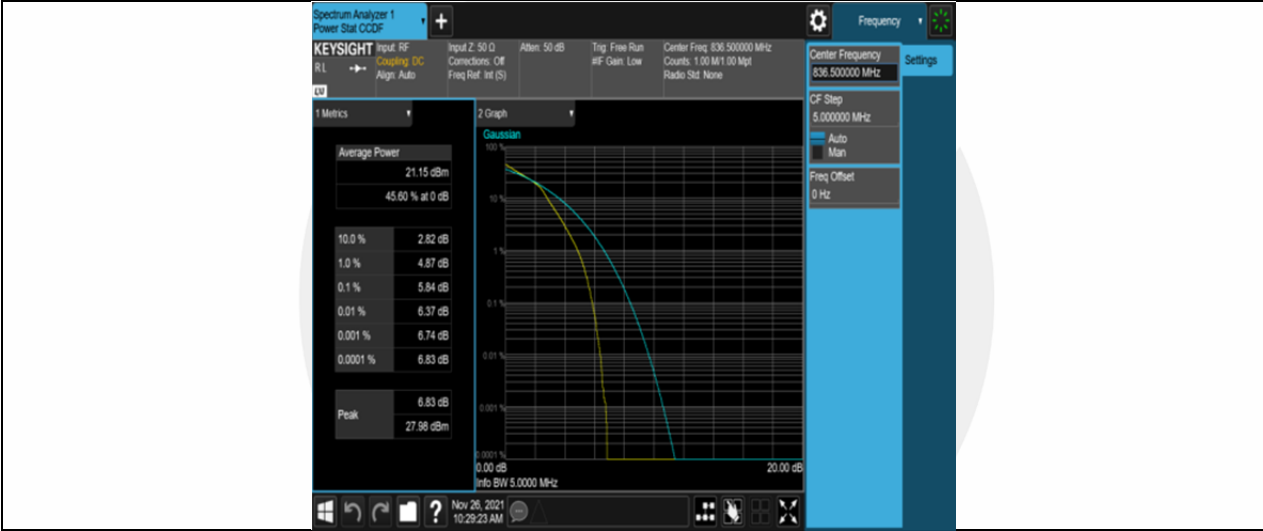 Spectrum Analyzer 1
Power Stat CCDF
+
Frequency
KEYSIGHT Input: RF
Coupling: DC
Align: Auto
RL
LXI
Input Z: 50 Ω
Corrections: Off
Freq Ref: Int (S)
Atten: 50 dB
Trig: Free Run
#IF Gain: Low
Center Freq: 836.500000 MHz
Counts: 1.00 M/1.00 Mpt
Radio Std: None
Center Frequency
836.500000 MHz
Settings
CF Step
5.000000 MHz
Auto
Man
Freq Offset
0 Hz
1 Metrics
Average Power
21.15 dBm
45.60 % at 0 dB
10.0 % 2.82 dB
1.0 % 4.87 dB
0.1 % 5.84 dB
0.01 % 6.37 dB
0.001 % 6.74 dB
0.0001 % 6.83 dB
Peak 6.83 dB
27.98 dBm
2 Graph
Gaussian
100 %
10 %
1 %
0.1 %
0.01 %
0.001 %
0.0001 %
0.00 dB 20.00 dB
Info BW 5.0000 MHz
?
Nov 26, 2021
10:29:23 AM